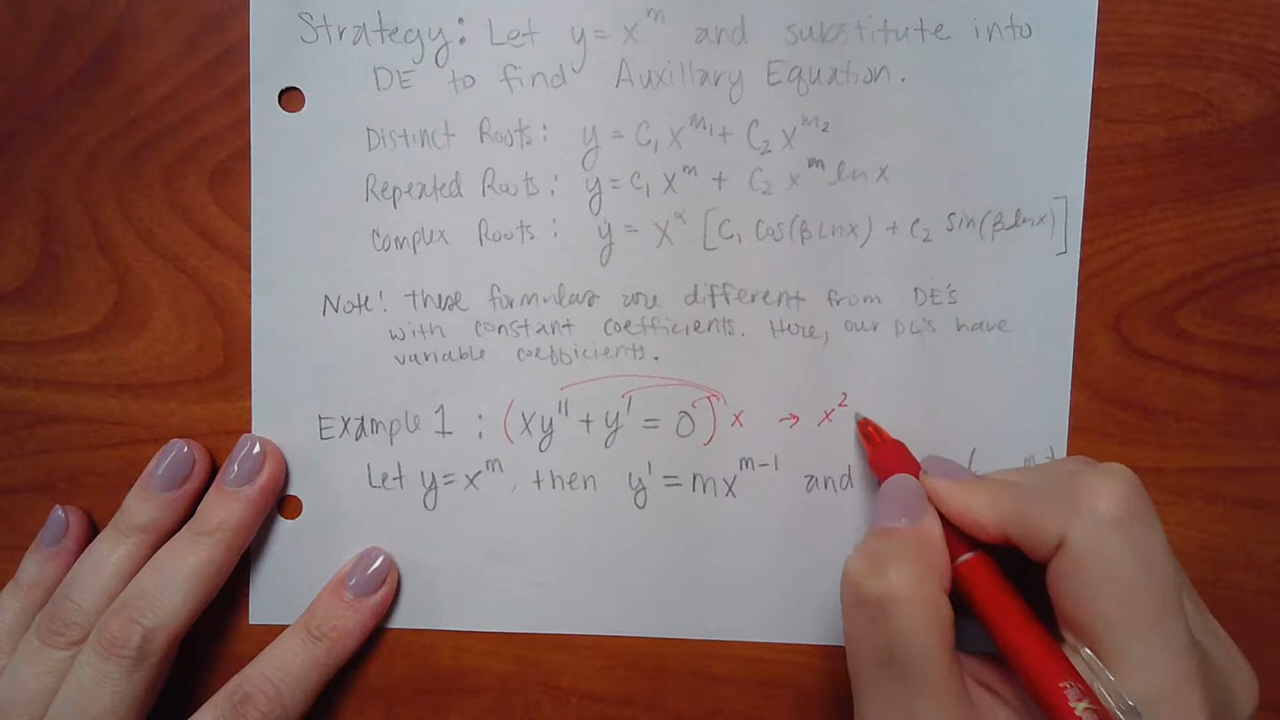 Strategy: Let y = x^m and substitute into
DE to find Auxillary Equation.
Distinct Roots: y = C₁ x^m₁ + C₂ x^m₂
Repeated Roots: y = C₁ x^m + C₂ x^m ln x
Complex Roots: y = x^α [C₁ cos(β ln x) + C₂ sin(β ln x)]
Note! These formulas are different from DE's
with constant coefficients. Here, our DE's have
variable coefficients.
Example 1 : (xy'' + y' = 0) x → x²
Let y = x^m, then y' = mx^(m-1) and